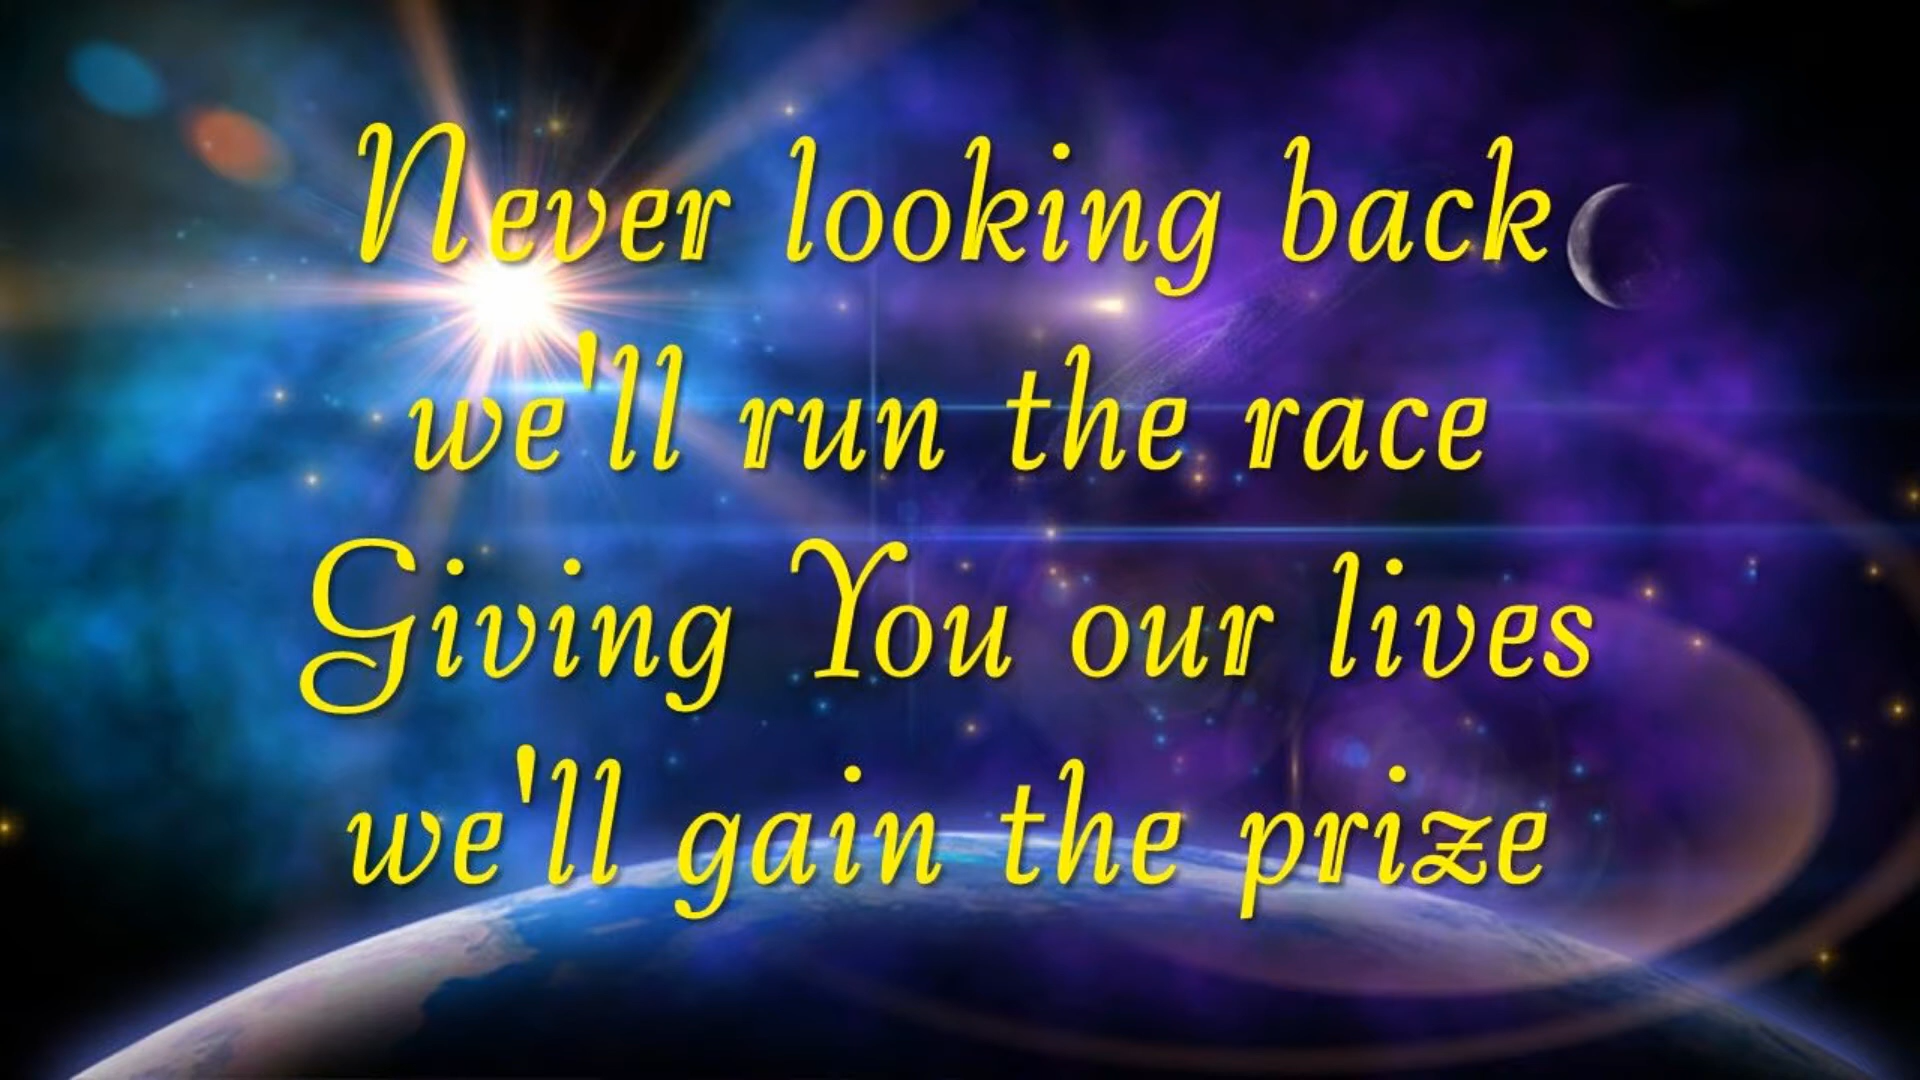 Never looking back
we'll run the race
Giving You our lives
we'll gain the prize